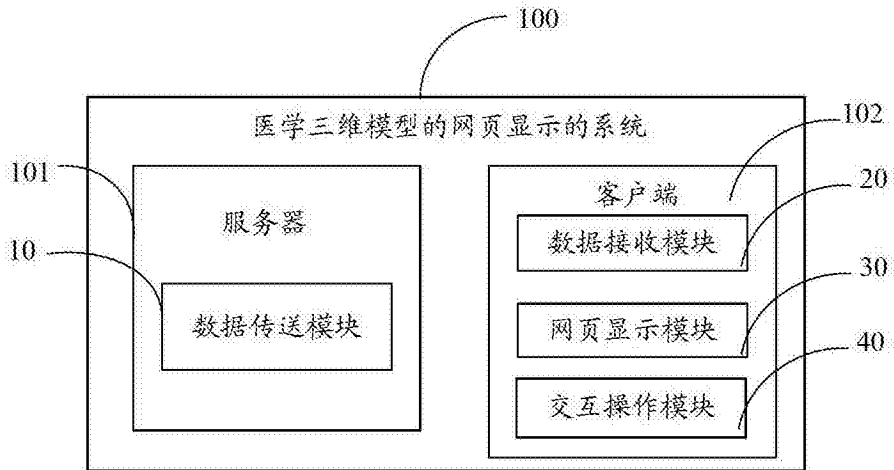 100
医学三维模型的网页显示的系统
102
101
服务器
10
数据传送模块
客户端
20
数据接收模块
30
网页显示模块
40
交互操作模块